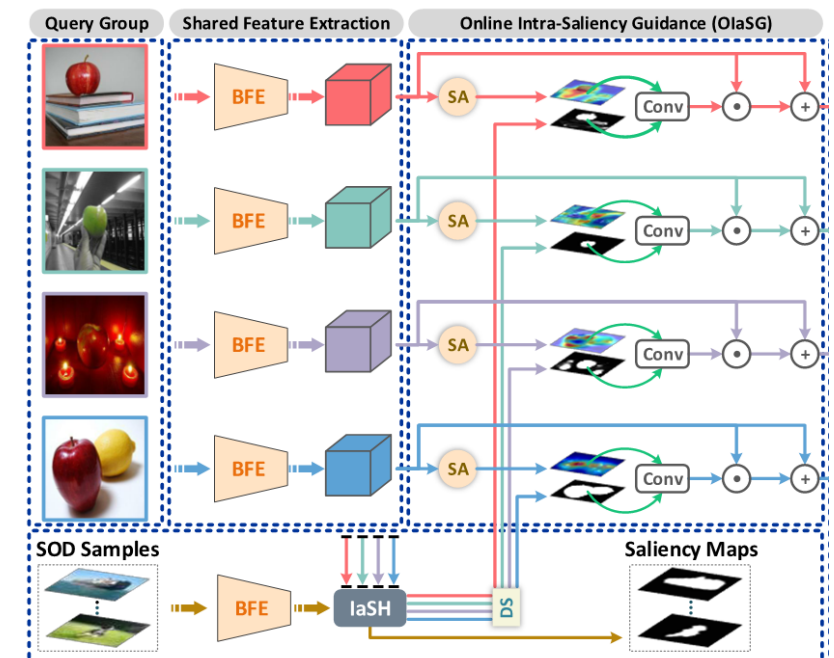 Query Group
Shared Feature Extraction
Online Intra-Saliency Guidance (OIaSG)
BFE
SA
Conv
BFE
SA
Conv
BFE
SA
Conv
BFE
SA
Conv
SOD Samples
Saliency Maps
BFE
IaSH
DS